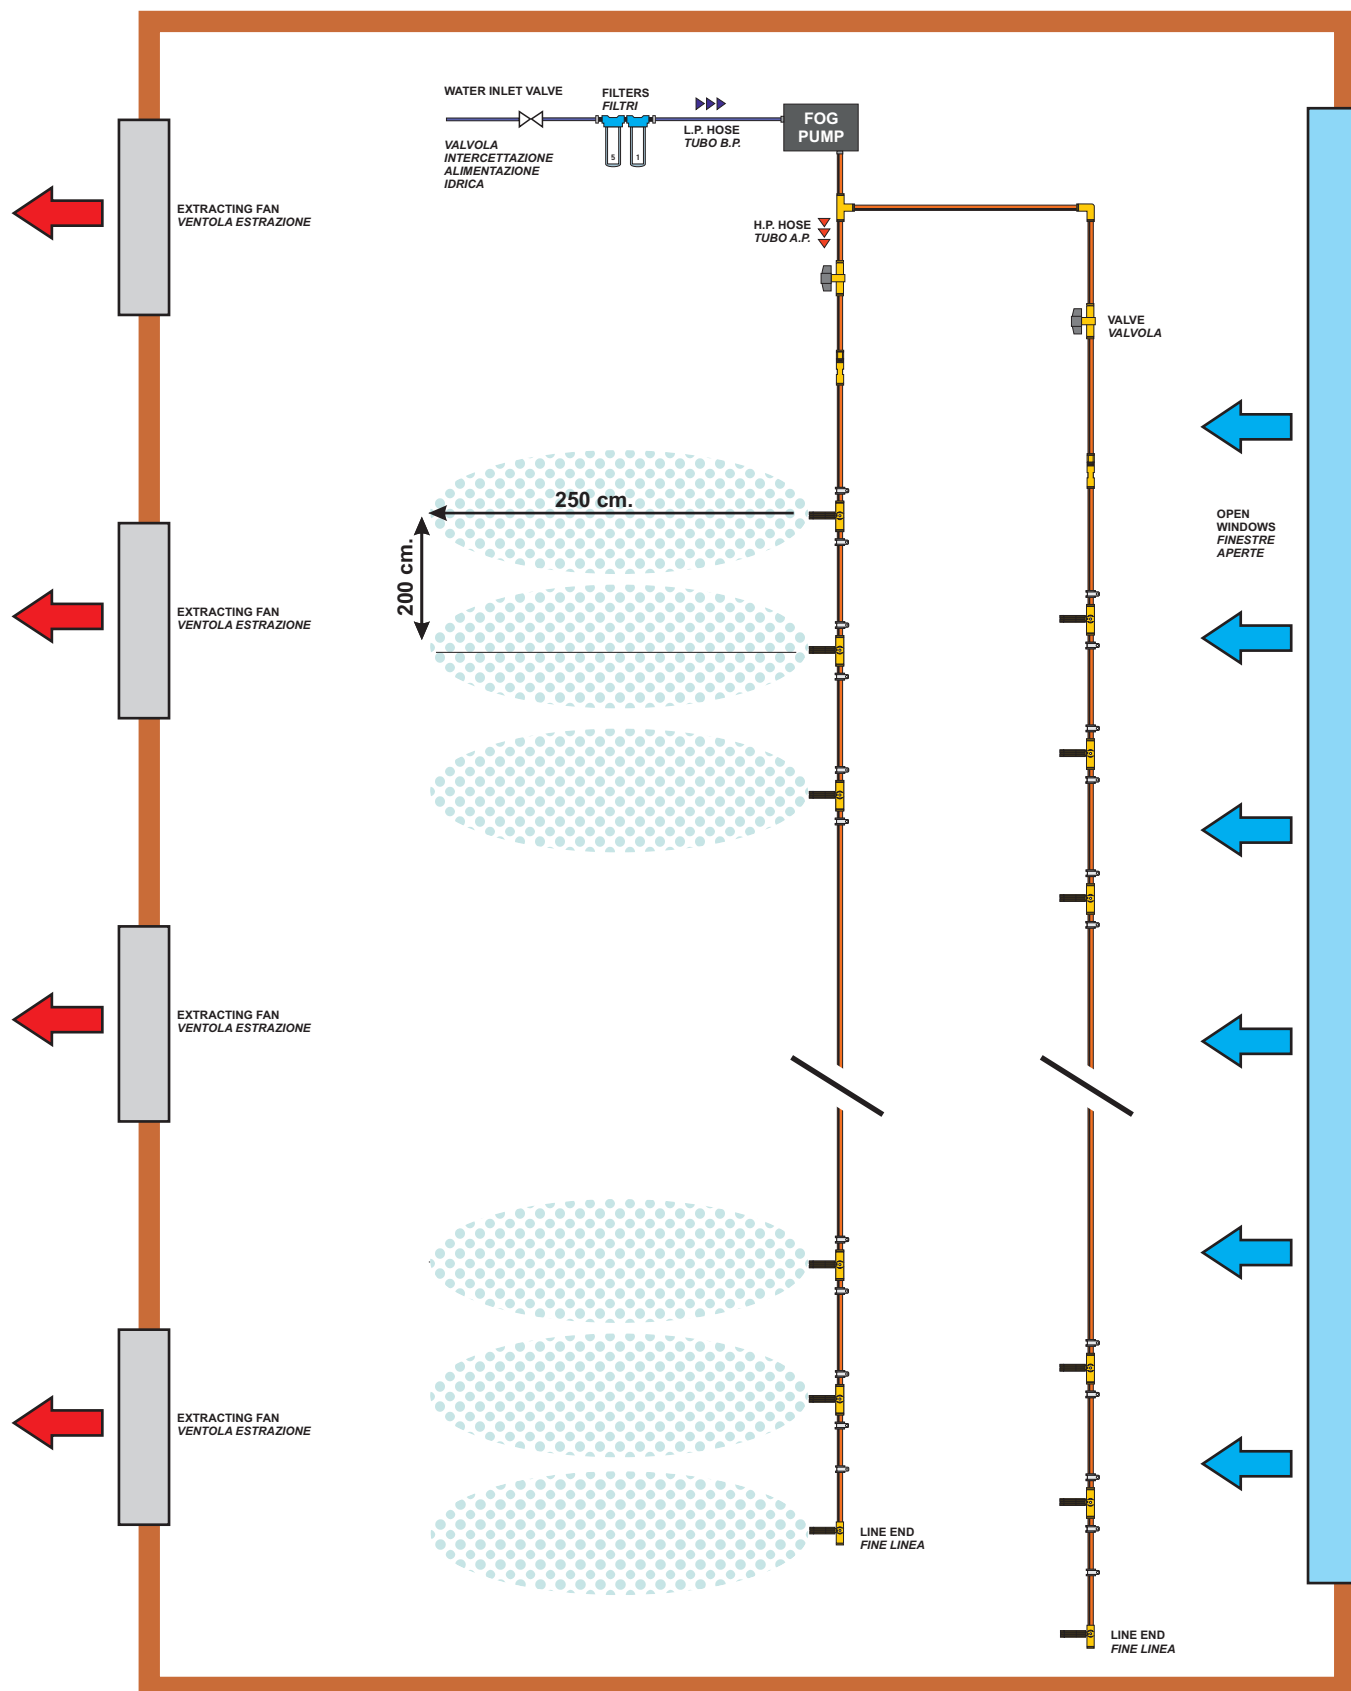 WATER INLET VALVE
VALVOLA
INTERCETTAZIONE
ALIMENTAZIONE
IDRICA
FILTERS
FILTRI
5
1
L.P. HOSE
TUBO B.P.
FOG
PUMP
H.P. HOSE
TUBO A.P.
VALVE
VALVOLA
EXTRACTING FAN
VENTOLA ESTRAZIONE
250 cm.
200 cm.
OPEN
WINDOWS
FINESTRE
APERTE
EXTRACTING FAN
VENTOLA ESTRAZIONE
EXTRACTING FAN
VENTOLA ESTRAZIONE
EXTRACTING FAN
VENTOLA ESTRAZIONE
LINE END
FINE LINEA
LINE END
FINE LINEA